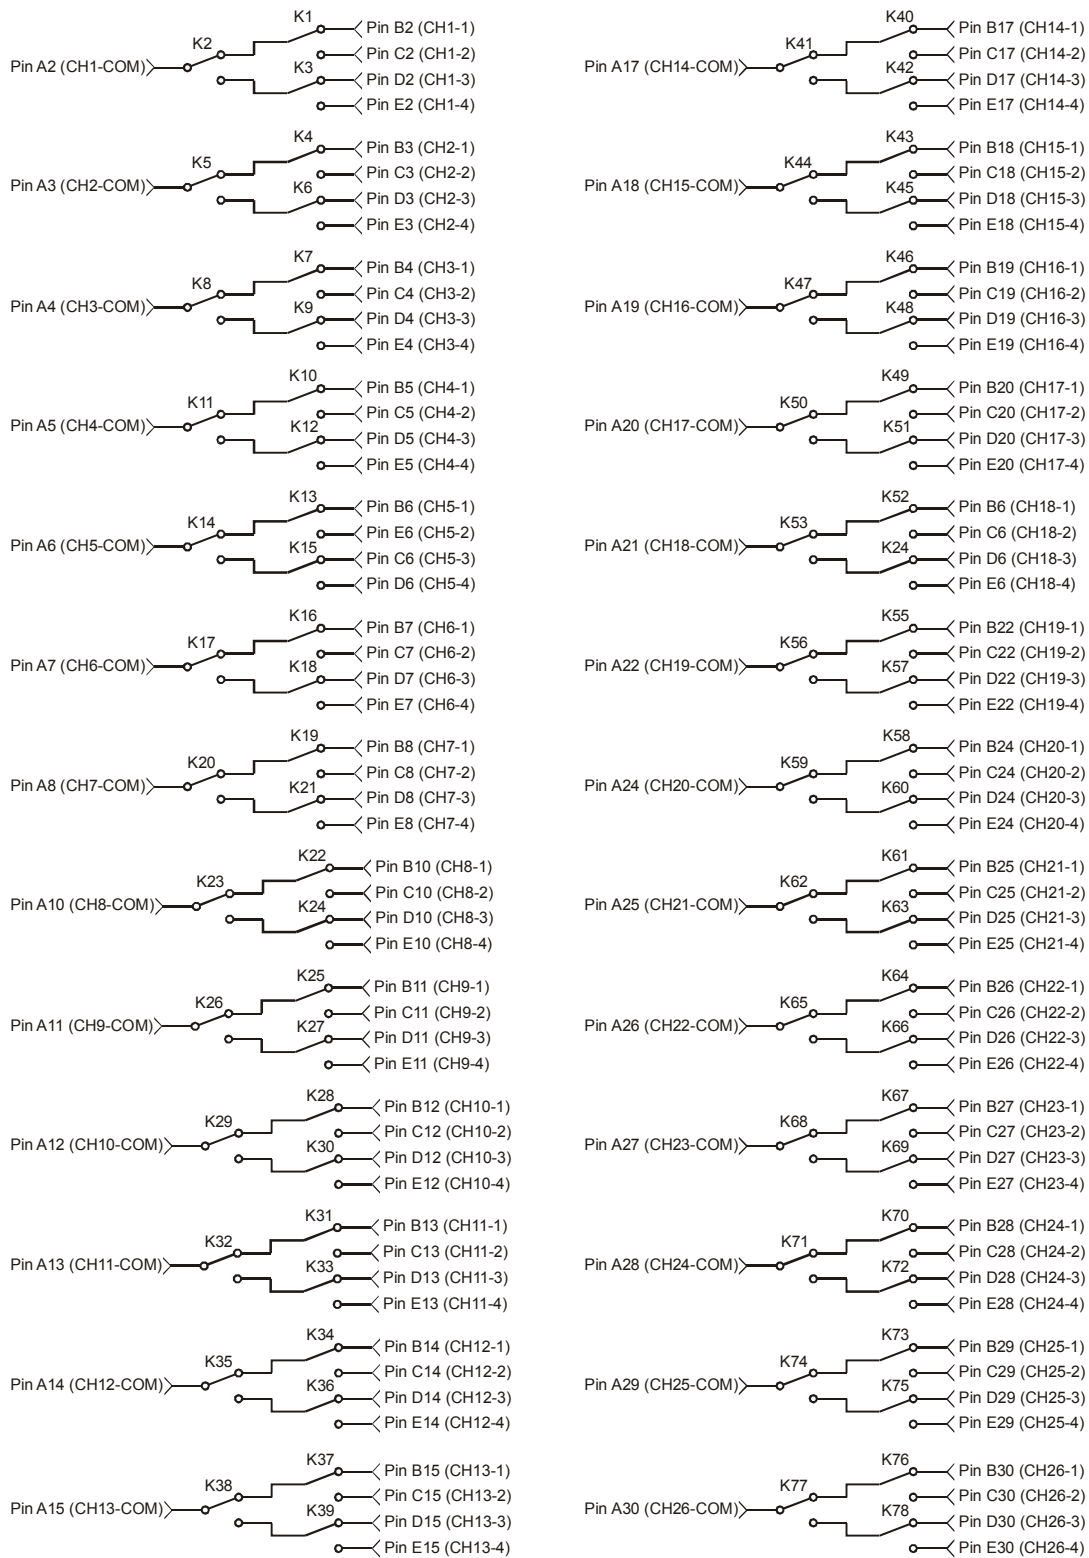 K1
K2
Pin A2 (CH1-COM)
Pin B2 (CH1-1)
Pin C2 (CH1-2)
K3
Pin D2 (CH1-3)
Pin E2 (CH1-4)
K4
K5
Pin A3 (CH2-COM)
Pin B3 (CH2-1)
Pin C3 (CH2-2)
K6
Pin D3 (CH2-3)
Pin E3 (CH2-4)
K7
K8
Pin A4 (CH3-COM)
Pin B4 (CH3-1)
Pin C4 (CH3-2)
K9
Pin D4 (CH3-3)
Pin E4 (CH3-4)
K10
K11
Pin A5 (CH4-COM)
Pin B5 (CH4-1)
Pin C5 (CH4-2)
K12
Pin D5 (CH4-3)
Pin E5 (CH4-4)
K13
K14
Pin A6 (CH5-COM)
Pin B6 (CH5-1)
Pin E6 (CH5-2)
K15
Pin C6 (CH5-3)
Pin D6 (CH5-4)
K16
K17
Pin A7 (CH6-COM)
Pin B7 (CH6-1)
Pin C7 (CH6-2)
K18
Pin D7 (CH6-3)
Pin E7 (CH6-4)
K19
K20
Pin A8 (CH7-COM)
Pin B8 (CH7-1)
Pin C8 (CH7-2)
K21
Pin D8 (CH7-3)
Pin E8 (CH7-4)
K22
K23
Pin A10 (CH8-COM)
Pin B10 (CH8-1)
Pin C10 (CH8-2)
K24
Pin D10 (CH8-3)
Pin E10 (CH8-4)
K25
K26
Pin A11 (CH9-COM)
Pin B11 (CH9-1)
Pin C11 (CH9-2)
K27
Pin D11 (CH9-3)
Pin E11 (CH9-4)
K28
K29
Pin A12 (CH10-COM)
Pin B12 (CH10-1)
Pin C12 (CH10-2)
K30
Pin D12 (CH10-3)
Pin E12 (CH10-4)
K31
K32
Pin A13 (CH11-COM)
Pin B13 (CH11-1)
Pin C13 (CH11-2)
K33
Pin D13 (CH11-3)
Pin E13 (CH11-4)
K34
K35
Pin A14 (CH12-COM)
Pin B14 (CH12-1)
Pin C14 (CH12-2)
K36
Pin D14 (CH12-3)
Pin E14 (CH12-4)
K37
K38
Pin A15 (CH13-COM)
Pin B15 (CH13-1)
Pin C15 (CH13-2)
K39
Pin D15 (CH13-3)
Pin E15 (CH13-4)
K40
K41
Pin A17 (CH14-COM)
Pin B17 (CH14-1)
Pin C17 (CH14-2)
K42
Pin D17 (CH14-3)
Pin E17 (CH14-4)
K43
K44
Pin A18 (CH15-COM)
Pin B18 (CH15-1)
Pin C18 (CH15-2)
K45
Pin D18 (CH15-3)
Pin E18 (CH15-4)
K46
K47
Pin A19 (CH16-COM)
Pin B19 (CH16-1)
Pin C19 (CH16-2)
K48
Pin D19 (CH16-3)
Pin E19 (CH16-4)
K49
K50
Pin A20 (CH17-COM)
Pin B20 (CH17-1)
Pin C20 (CH17-2)
K51
Pin D20 (CH17-3)
Pin E20 (CH17-4)
K52
K53
Pin A21 (CH18-COM)
Pin B6 (CH18-1)
Pin C6 (CH18-2)
K24
Pin D6 (CH18-3)
Pin E6 (CH18-4)
K55
K56
Pin A22 (CH19-COM)
Pin B22 (CH19-1)
Pin C22 (CH19-2)
K57
Pin D22 (CH19-3)
Pin E22 (CH19-4)
K58
K59
Pin A24 (CH20-COM)
Pin B24 (CH20-1)
Pin C24 (CH20-2)
K60
Pin D24 (CH20-3)
Pin E24 (CH20-4)
K61
K62
Pin A25 (CH21-COM)
Pin B25 (CH21-1)
Pin C25 (CH21-2)
K63
Pin D25 (CH21-3)
Pin E25 (CH21-4)
K64
K65
Pin A26 (CH22-COM)
Pin B26 (CH22-1)
Pin C26 (CH22-2)
K66
Pin D26 (CH22-3)
Pin E26 (CH22-4)
K67
K68
Pin A27 (CH23-COM)
Pin B27 (CH23-1)
Pin C27 (CH23-2)
K69
Pin D27 (CH23-3)
Pin E27 (CH23-4)
K70
K71
Pin A28 (CH24-COM)
Pin B28 (CH24-1)
Pin C28 (CH24-2)
K72
Pin D28 (CH24-3)
Pin E28 (CH24-4)
K73
K74
Pin A29 (CH25-COM)
Pin B29 (CH25-1)
Pin C29 (CH25-2)
K75
Pin D29 (CH25-3)
Pin E29 (CH25-4)
K76
K77
Pin A30 (CH26-COM)
Pin B30 (CH26-1)
Pin C30 (CH26-2)
K78
Pin D30 (CH26-3)
Pin E30 (CH26-4)